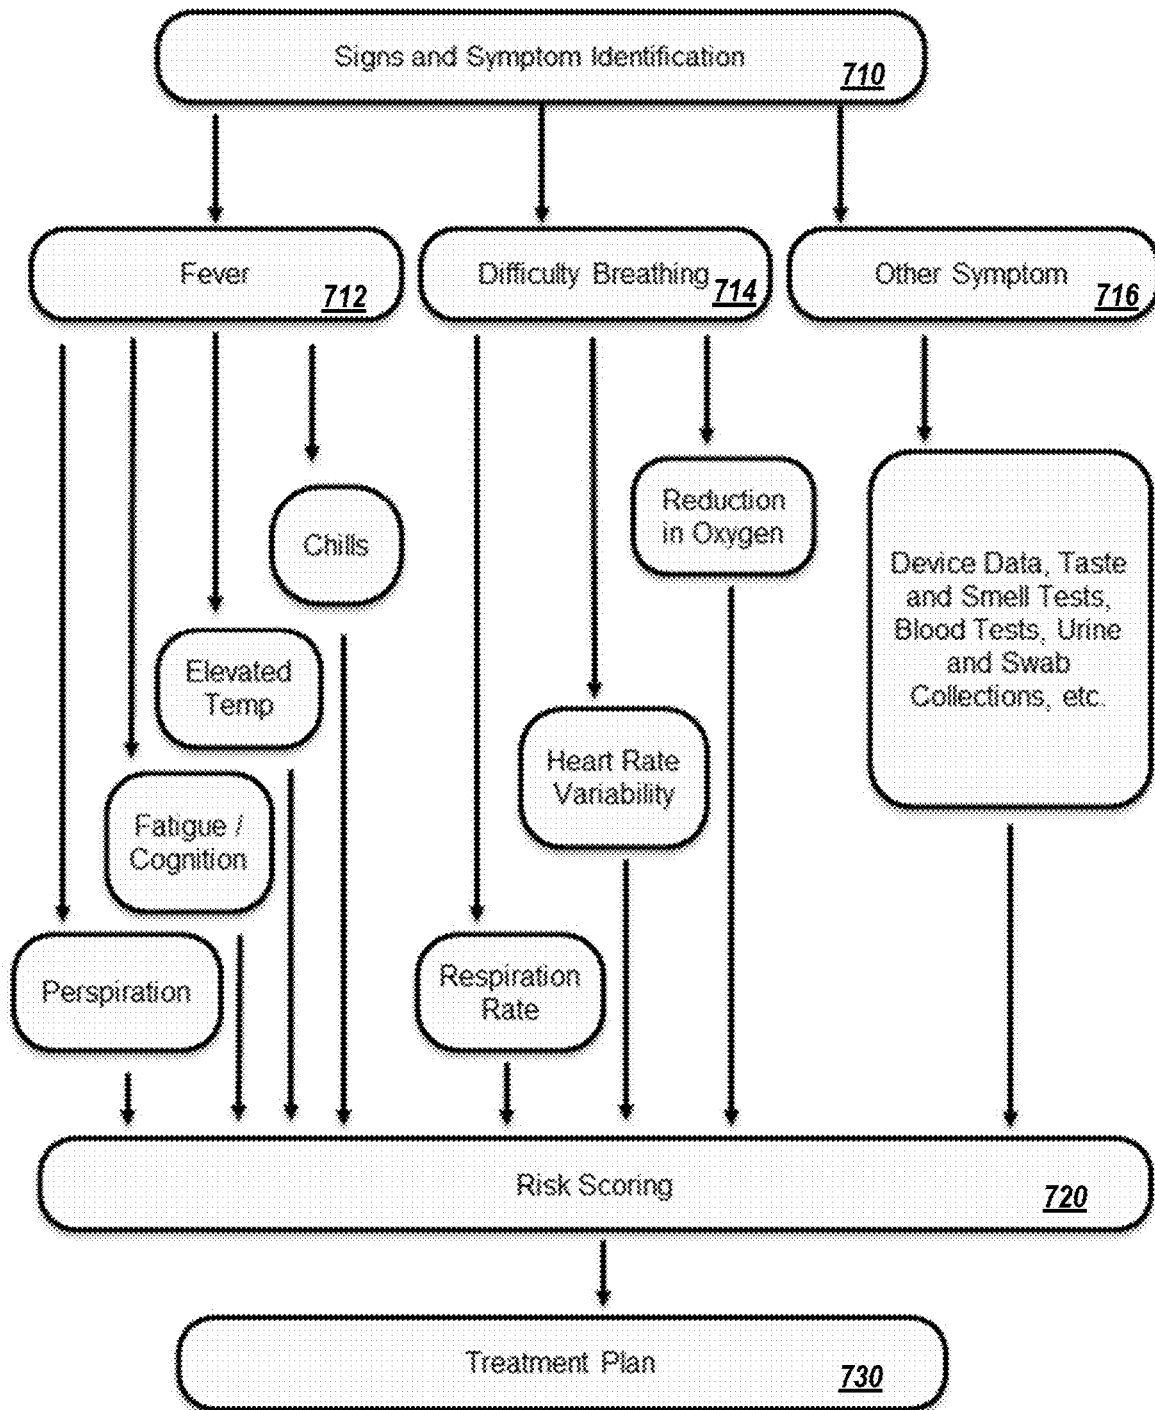 Signs and Symptom Identification
710
Fever
712
Difficulty Breathing
714
Other Symptom
716
Chills
Reduction
in Oxygen
Device Data, Taste
and Smell Tests,
Blood Tests, Urine
and Swab
Collections, etc.
Elevated
Temp
Heart Rate
Variability
Fatigue /
Cognition
Perspiration
Respiration
Rate
Risk Scoring
720
Treatment Plan
730